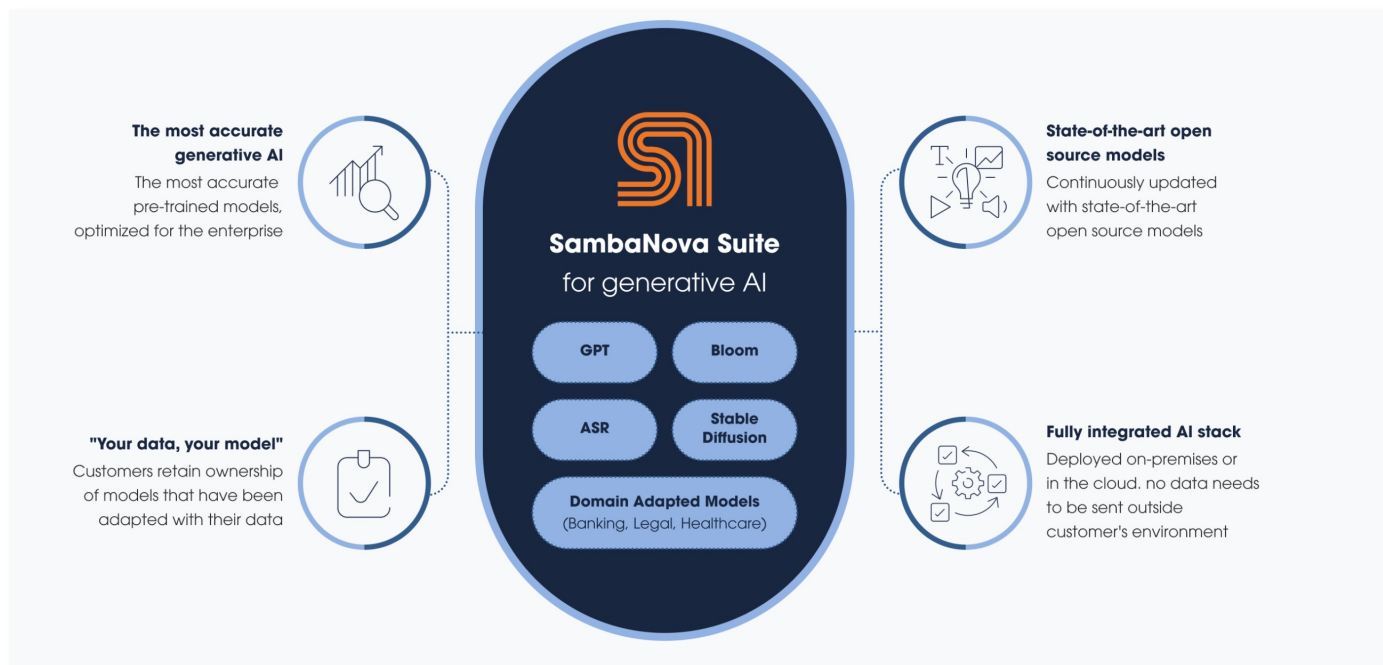 The most accurate
generative AI
The most accurate
pre-trained models,
optimized for the enterprise
"Your data, your model"
Customers retain ownership
of models that have been
adapted with their data
SambaNova Suite
for generative AI
GPT
Bloom
ASR
Stable
Diffusion
Domain Adapted Models
(Banking, Legal, Healthcare)
State-of-the-art open
source models
Continuously updated
with state-of-the-art
open source models
Fully integrated AI stack
Deployed on-premises or
in the cloud. no data needs
to be sent outside
customer's environment